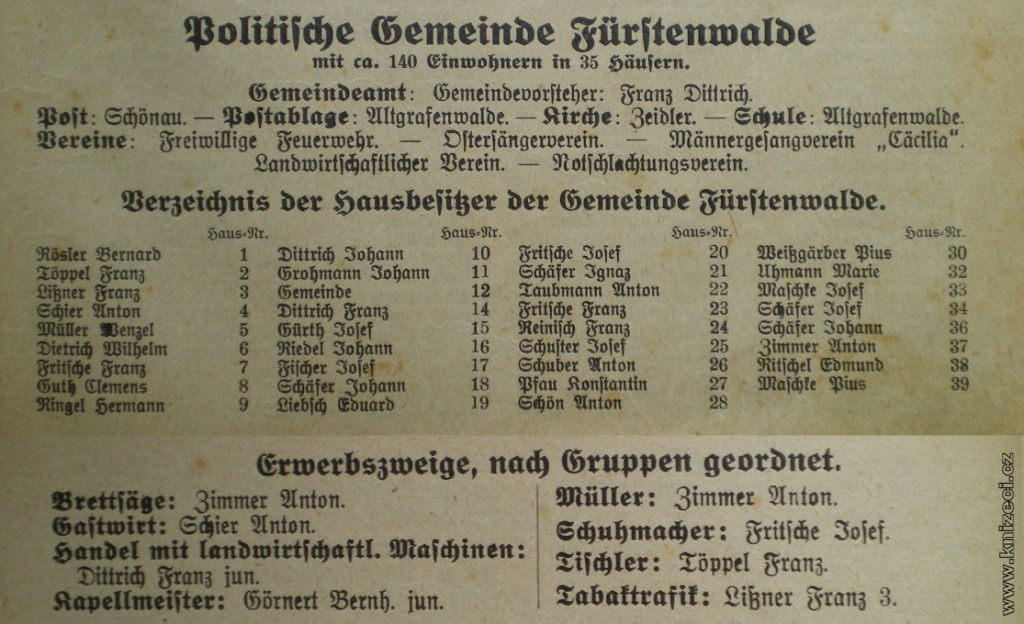 Politische Gemeinde Fürstenwalde
mit ca. 140 Einwohnern in 35 Häusern.
Gemeindeamt: Gemeindevorsteher: Franz Dittrich.
Post: Schönau. — Postablage: Altgrafenwalde. — Kirche: Zeidler. — Schule: Altgrafenwalde.
Vereine: Freiwillige Feuerwehr. — Ostersängerverein. — Männergesangverein „Cäcilia“.
Landwirtschaftlicher Verein. — Notschlachtungsverein.
Verzeichnis der Hausbesitzer der Gemeinde Fürstenwalde.
Haus-Nr.
Rösler Bernard 1
Töppel Franz 2
Lißner Franz 3
Schier Anton 4
Müller Wenzel 5
Dietrich Wilhelm 6
Fritsche Franz 7
Guth Clemens 8
Ringel Hermann 9
Haus-Nr.
Dittrich Johann 10
Grohmann Johann 11
Gemeinde 12
Dittrich Franz 14
Gürth Josef 15
Riedel Johann 16
Fischer Josef 17
Schäfer Johann 18
Liebsch Eduard 19
Haus-Nr.
Fritsche Josef 20
Schäfer Ignaz 21
Taubmann Anton 22
Fritsche Franz 23
Reinisch Franz 24
Schuster Josef 25
Schuber Anton 26
Pfau Konstantin 27
Schön Anton 28
Haus-Nr.
Weißgärber Pius 30
Uhmann Marie 32
Maschke Josef 33
Schäfer Josef 34
Schäfer Johann 36
Zimmer Anton 37
Ritschel Edmund 38
Maschke Pius 39
Erwerbszweige, nach Gruppen geordnet.
Brettsäge: Zimmer Anton.
Gastwirt: Schier Anton.
Handel mit landwirtschaftl. Maschinen:
Dittrich Franz jun.
Kapellmeister: Görnert Bernh. jun.
Müller: Zimmer Anton.
Schuhmacher: Fritsche Josef.
Tischler: Töppel Franz.
Tabaktrafik: Lißner Franz 3.
www.knizeci.cz